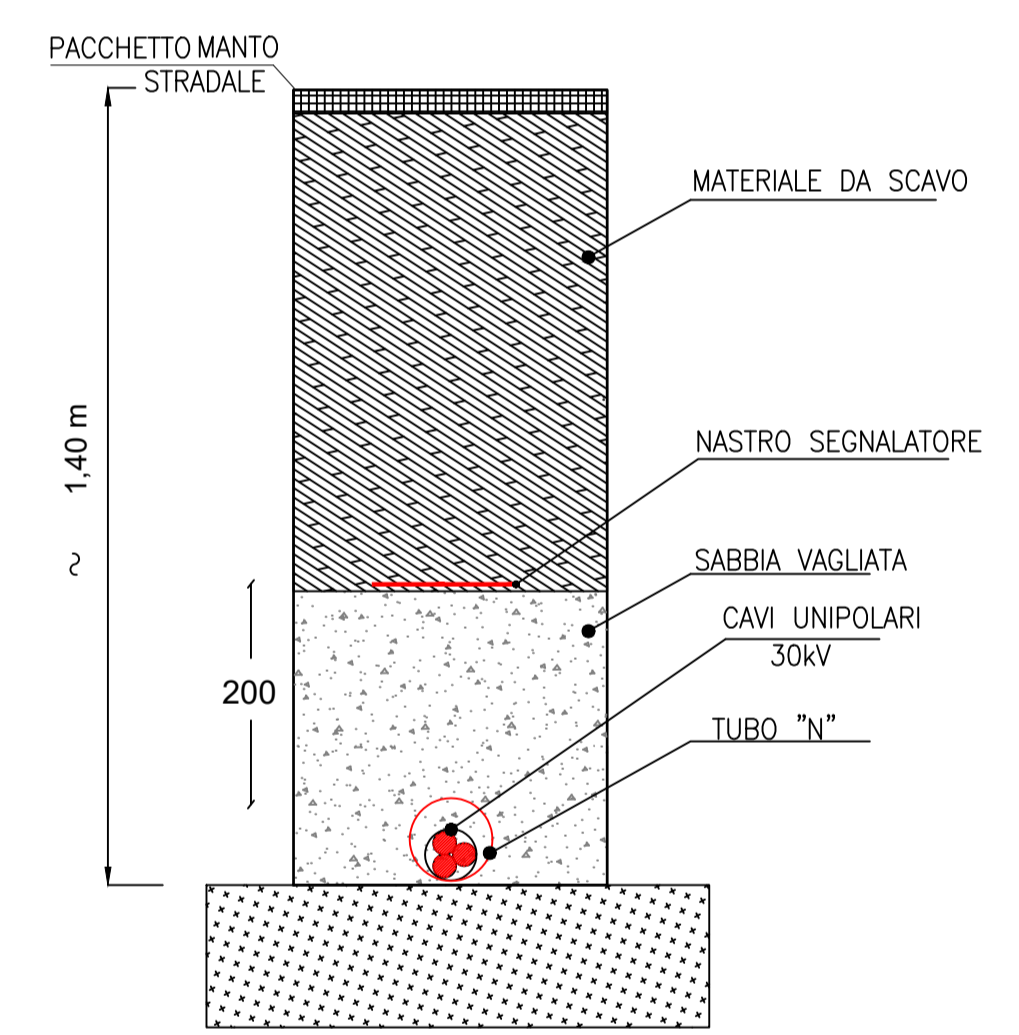 PACCHETTO MANTO
STRADALE
MATERIALE DA SCAVO
~ 1,40 m
NASTRO SEGNALATORE
SABBIA VAGLIATA
CAVI UNIPOLARI
30kV
200
TUBO "N"